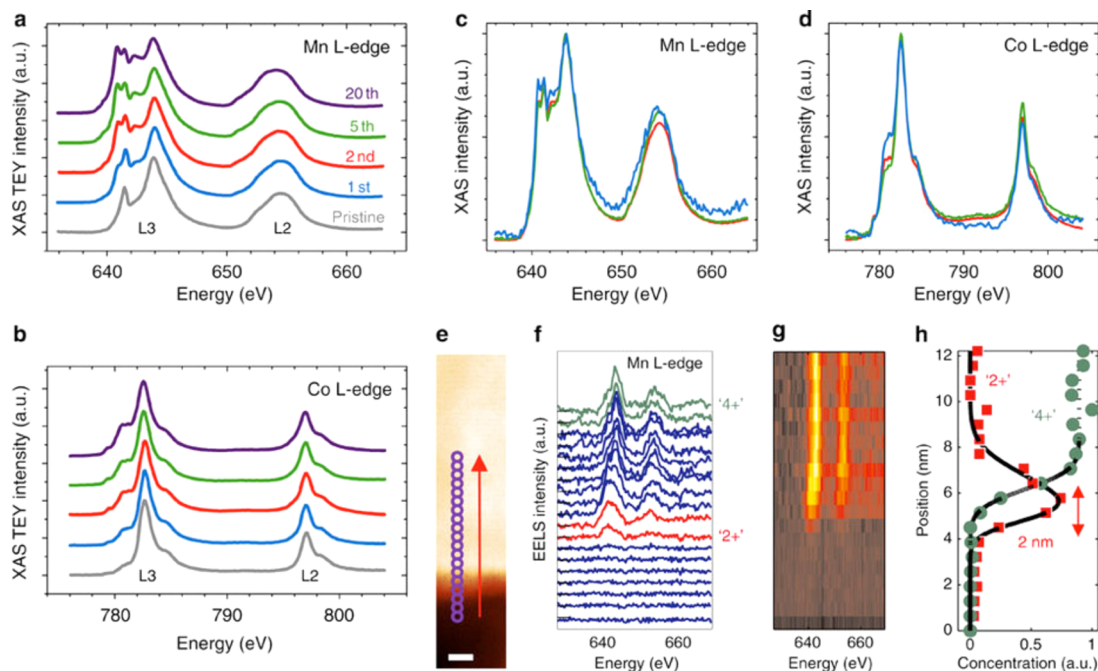 a
XAS TEY intensity (a.u.)
Mn L-edge
20 th
5 th
2 nd
1 st
Pristine
L3
L2
640
650
660
Energy (eV)
c
XAS intensity (a.u.)
Mn L-edge
640
650
660
Energy (eV)
d
XAS intensity (a.u.)
Co L-edge
780
790
800
Energy (eV)
b
XAS TEY intensity (a.u.)
Co L-edge
L3
L2
780
790
800
Energy (eV)
e
f
EELS intensity (a.u.)
Mn L-edge
‘4+’
‘2+’
640
660
Energy (eV)
g
640
660
Energy (eV)
h
Position (nm)
12
10
8
6
4
2
0
‘2+’
‘4+’
2 nm
0
0.5
1
Concentration (a.u.)